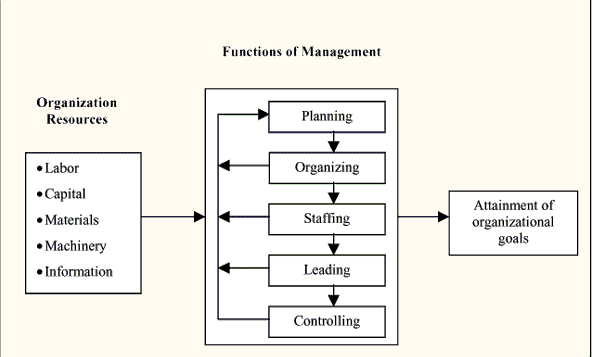 Functions of Management
Organization
Resources
• Labor
• Capital
• Materials
• Machinery
• Information
Planning
Organizing
Staffing
Leading
Controlling
Attainment of
organizational
goals